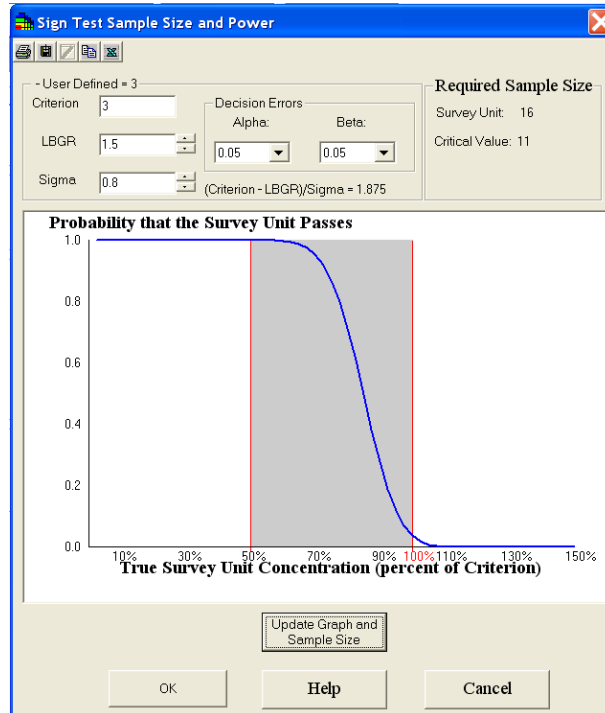 Sign Test Sample Size and Power
- User Defined = 3
Criterion 3
LBGR 1.5
Sigma 0.8
Decision Errors
Alpha: Beta:
0.05 0.05
(Criterion - LBGR)/Sigma = 1.875
Required Sample Size
Survey Unit: 16
Critical Value: 11
Probability that the Survey Unit Passes
1.0
0.8
0.6
0.4
0.2
0.0
10% 30% 50% 70% 90% 100% 110% 130% 150%
True Survey Unit Concentration (percent of Criterion)
Update Graph and
Sample Size
OK Help Cancel